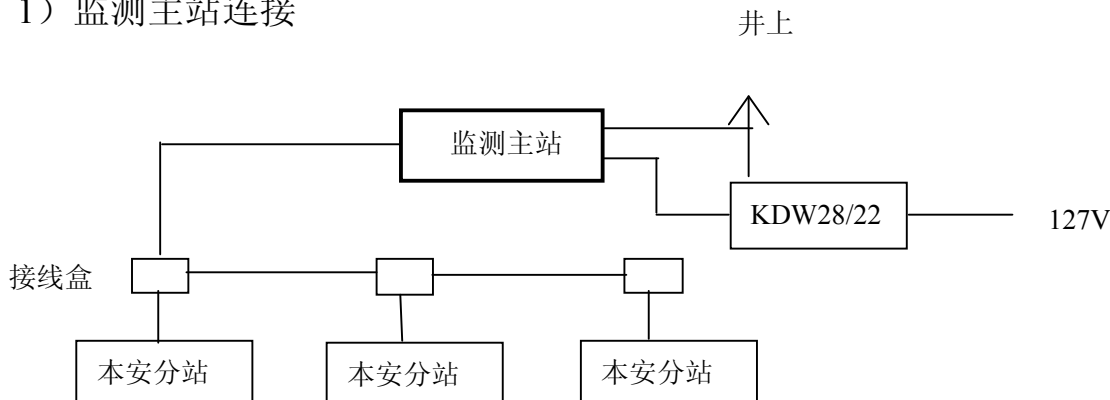 1）监测主站连接
井上
监测主站
KDW28/22
127V
接线盒
本安分站
本安分站
本安分站